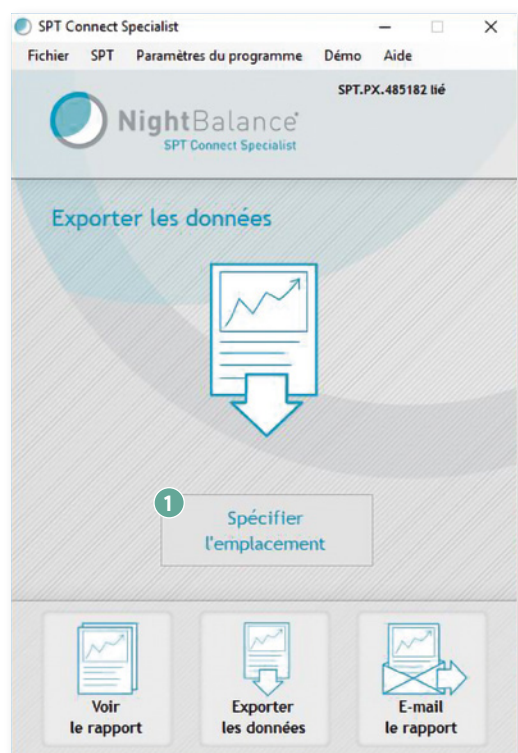 SPT Connect Specialist
Fichier SPT Paramètres du programme Démo Aide
SPT.PX.485182 lié
NightBalance
SPT Connect Specialist
Exporter les données
1
Spécifier
l'emplacement
Voir
le rapport
Exporter
les données
E-mail
le rapport